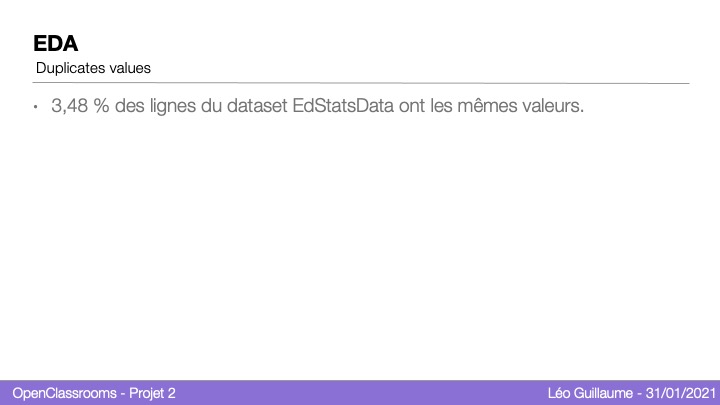 EDA
Duplicates values
• 3,48 % des lignes du dataset EdStatsData ont les mêmes valeurs.
OpenClassrooms - Projet 2
Léo Guillaume - 31/01/2021